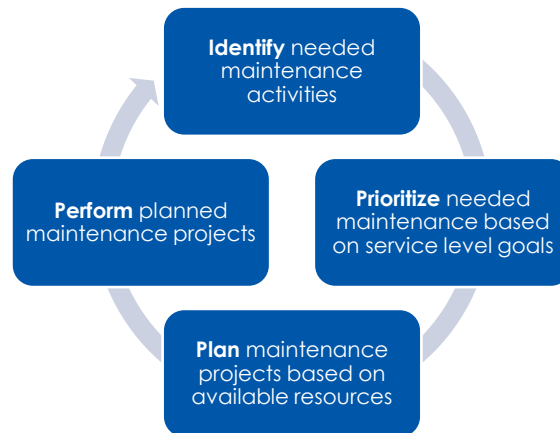 Identify needed
maintenance
activities
Prioritize needed
maintenance based
on service level goals
Plan maintenance
projects based on
available resources
Perform planned
maintenance projects